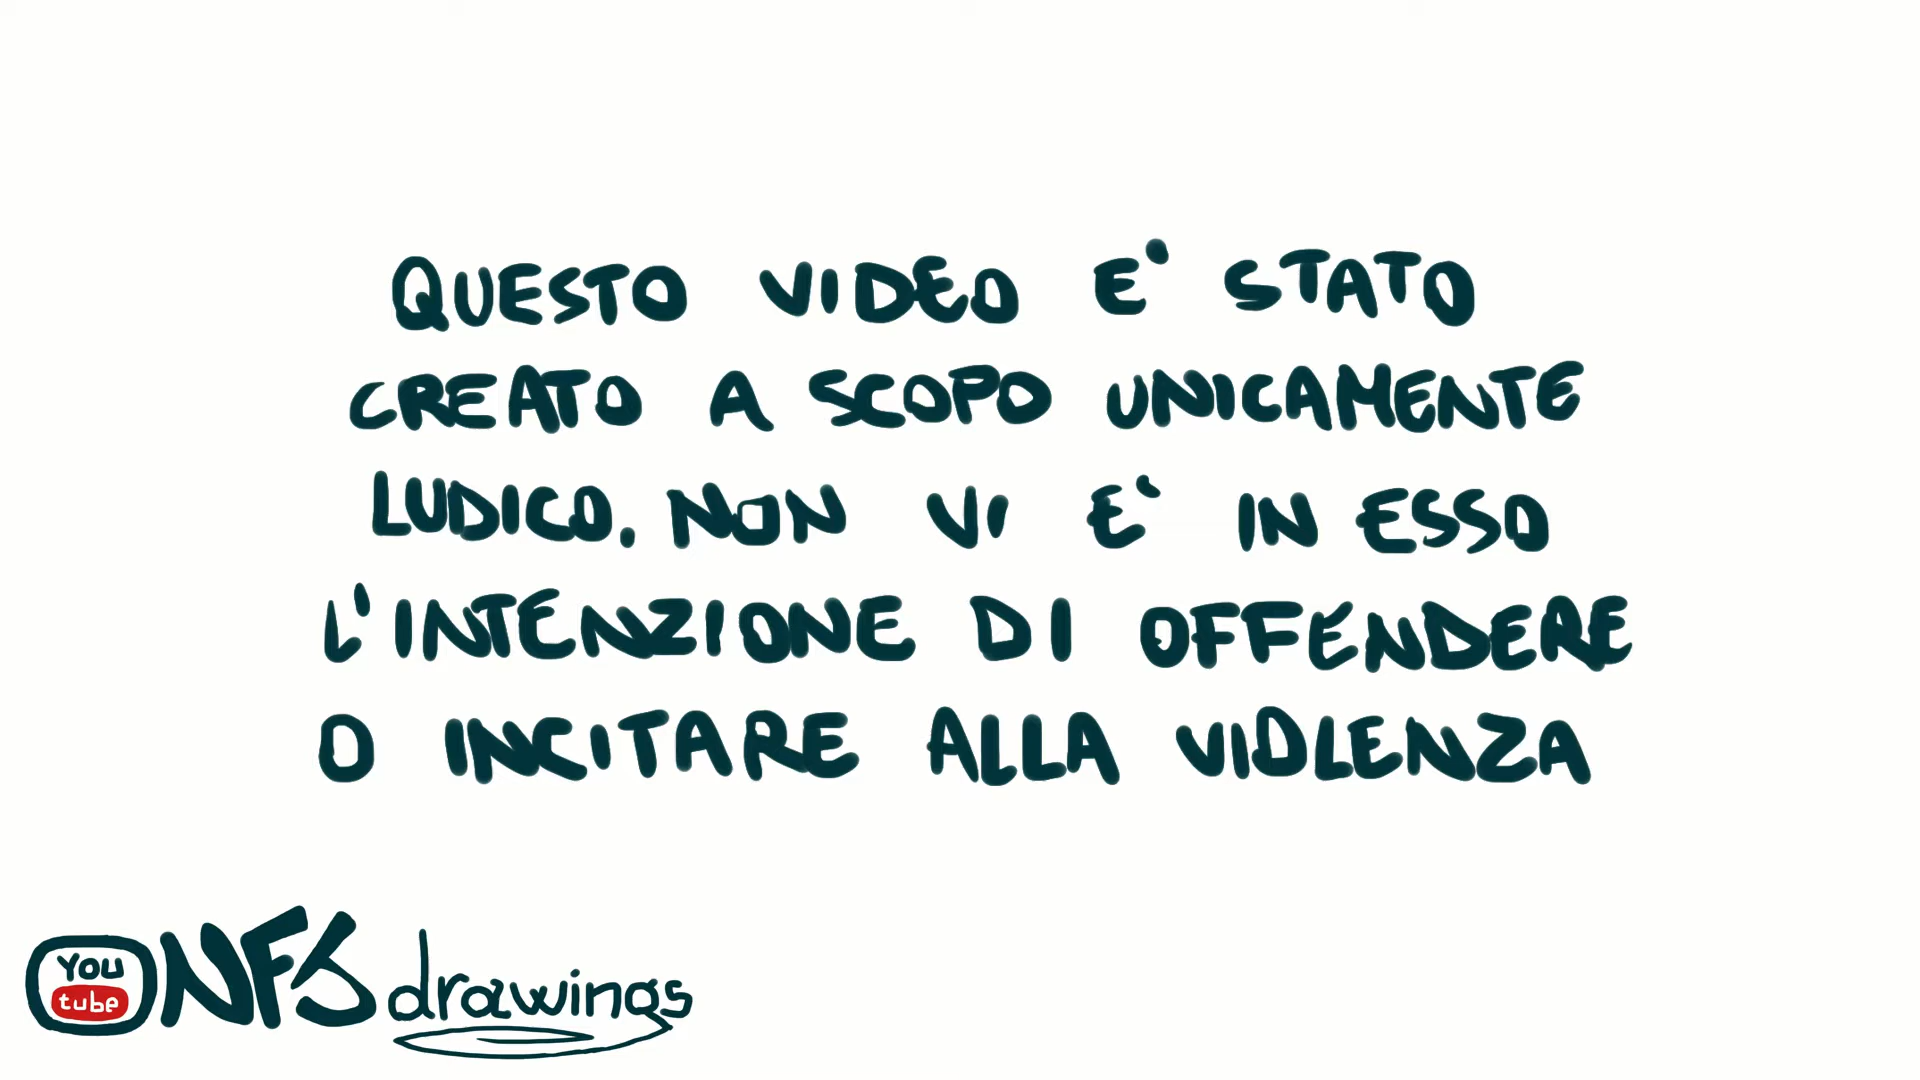 QUESTO VIDEO E' STATO
CREATO A SCOPO UNICAMENTE
LUDICO. NON VI E' IN ESSO
L'INTENZIONE DI OFFENDERE
O INCITARE ALLA VIOLENZA
You
tube
NFS drawings